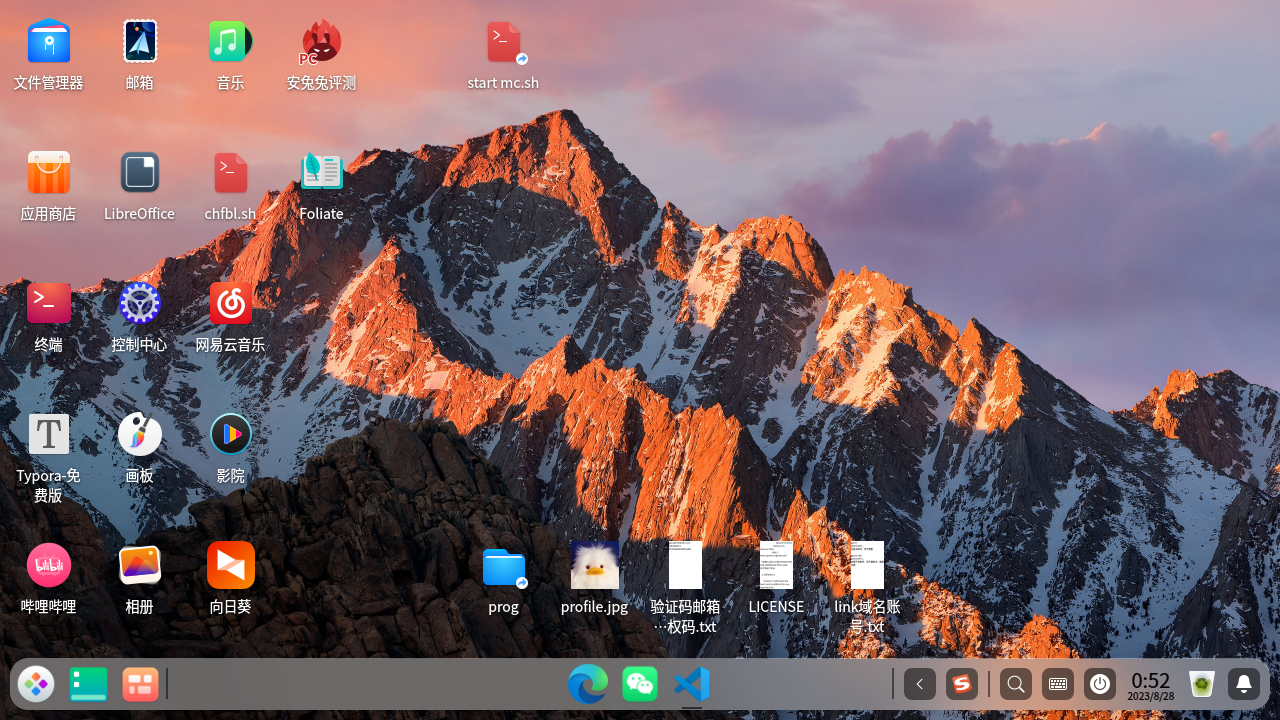 文件管理器
邮箱
音乐
PC
安兔兔评测
start mc.sh
应用商店
LibreOffice
chfbl.sh
Foliate
终端
控制中心
网易云音乐
T
Typora-免
费版
画板
影院
bilibili
哔哩哔哩
相册
向日葵
prog
profile.jpg
验证码邮箱
…权码.txt
LICENSE
link域名账
号.txt
0:52
2023/8/28